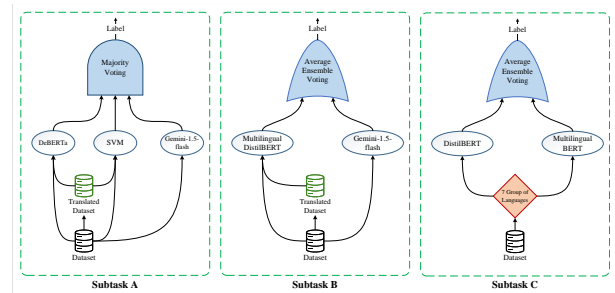 Label
Majority
Voting
DeBERTa
SVM
Gemini-1.5-
flash
Translated
Dataset
Dataset
Subtask A
Label
Average
Ensemble
Voting
Multilingual
DistilBERT
Gemini-1.5-
flash
Translated
Dataset
Dataset
Subtask B
Label
Average
Ensemble
Voting
DistilBERT
Multilingual
BERT
7 Group of
Languages
Dataset
Subtask C